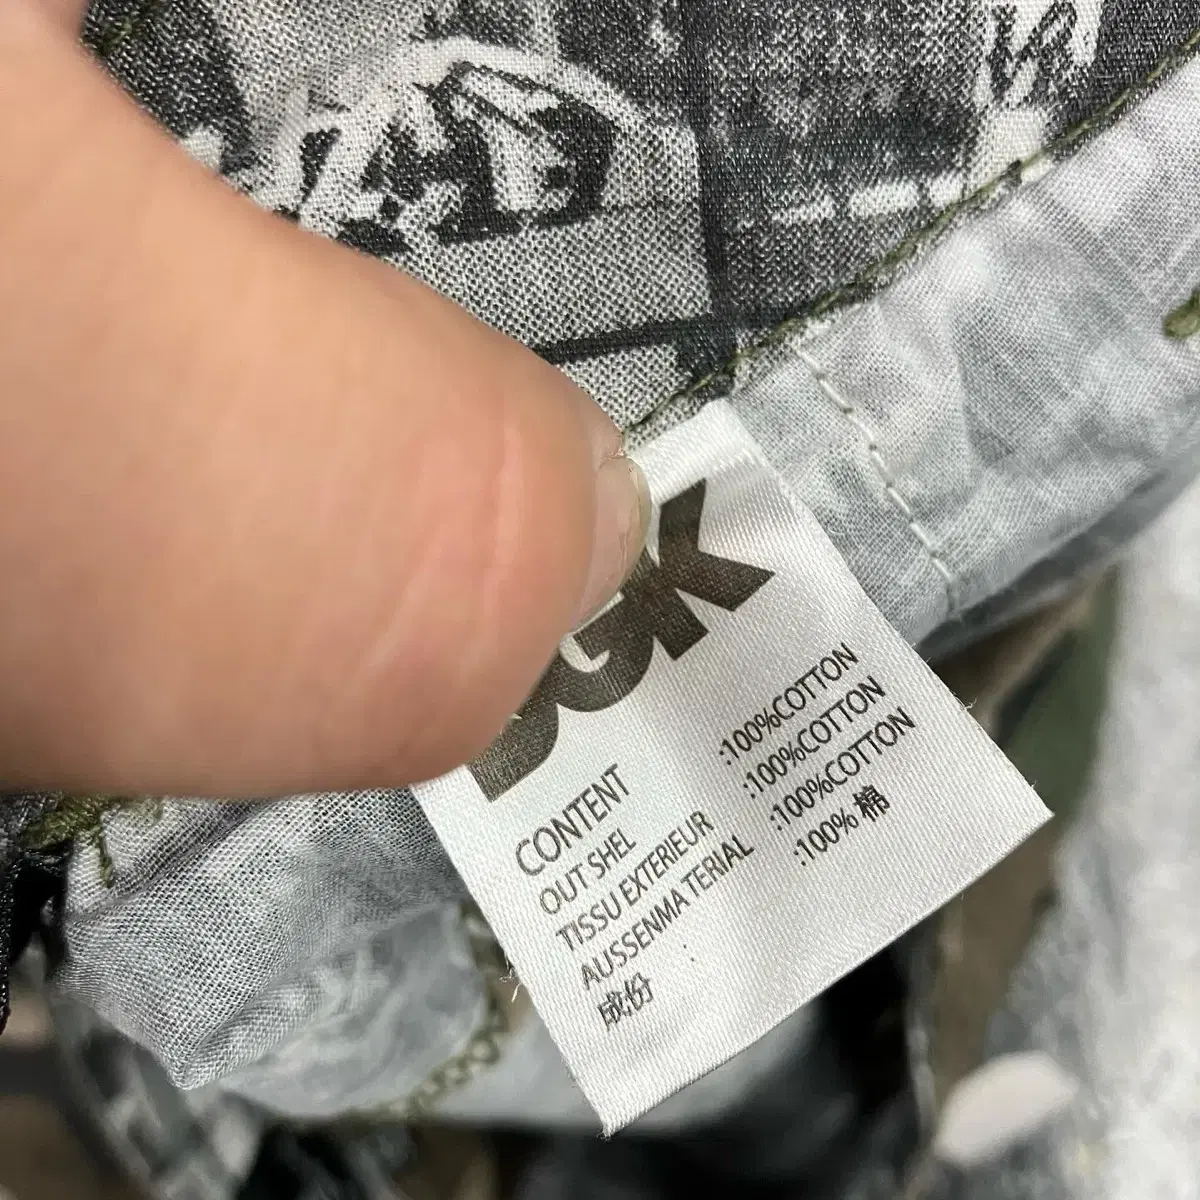 DGK
CONTENT
OUT SHEL :100%COTTON
TISSU EXTERIEUR :100%COTTON
AUSSENMA TERIAL :100%COTTON
成份 : :100% 棉